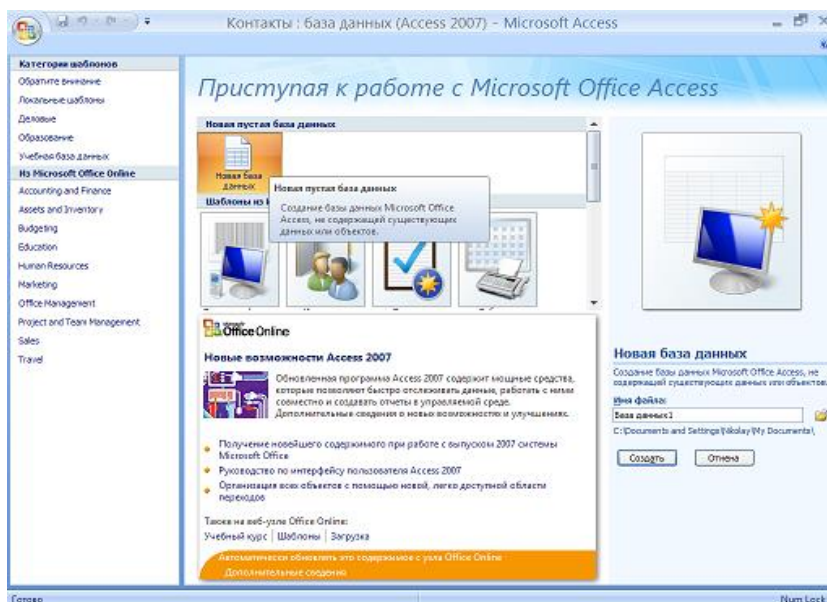 Контакты : база данных (Access 2007) - Microsoft Access
Категории шаблонов
Обратите внимание
Локальные шаблоны
Деловые
Образование
Учебная база данных
Из Microsoft Office Online
Accounting and Finance
Assets and Inventory
Budgeting
Education
Human Resources
Marketing
Office Management
Project and Team Management
Sales
Travel
Приступая к работе с Microsoft Office Access
Новая пустая база данных
Новая база
данных
Новая пустая база данных
Создание базы данных Microsoft Office
Access, не содержащей существующих
данных или объектов.
Шаблоны из
Microsoft
Office Online
Новые возможности Access 2007
Обновленная программа Access 2007 содержит мощные средства,
которые позволяют быстро отслеживать данные, работать с ними
совместно и создавать отчеты в управляемой среде.
Дополнительные сведения о новых возможностях и улучшениях.
Получение новейшего содержимого при работе с выпуском 2007 системы
Microsoft Office
Руководство по интерфейсу пользователя Access 2007
Организация всех объектов с помощью новой, легко доступной области
переходов
Также на веб-узле Office Online:
Учебный курс | Шаблоны | Загрузка
Автоматически обновлять это содержимое с узла Office Online
Дополнительные сведения
Новая база данных
Создание базы данных Microsoft Office Access, не
содержащей существующих данных или объектов.
Имя файла:
База данных1
C:\Documents and Settings\Nikolay\My Documents\
Создать
Отмена
Готово
Num Lock